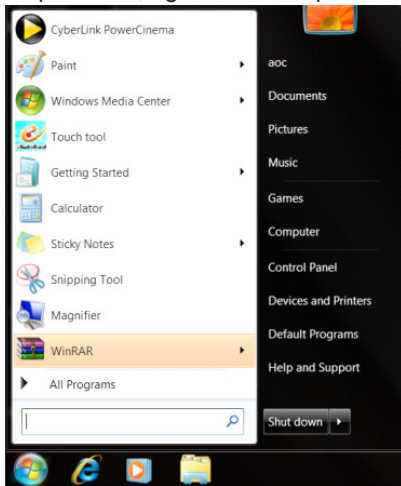 CyberLink PowerCinema
Paint
Windows Media Center
Touch tool
Getting Started
Calculator
Sticky Notes
Snipping Tool
Magnifier
WinRAR
All Programs
aoc
Documents
Pictures
Music
Games
Computer
Control Panel
Devices and Printers
Default Programs
Help and Support
Shut down